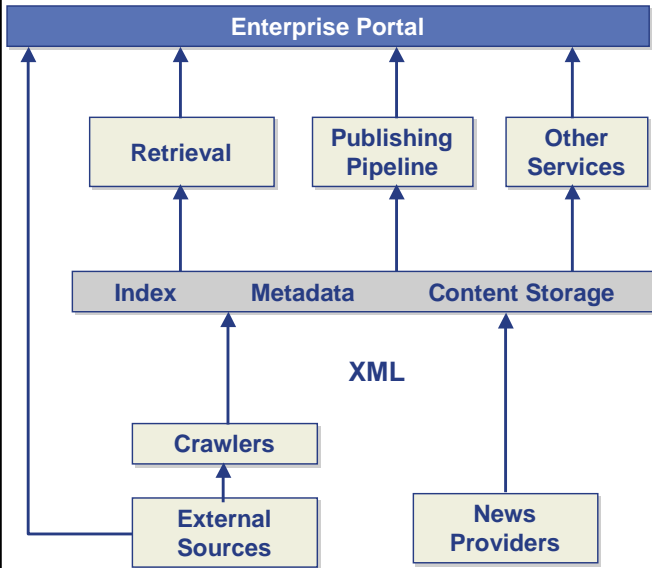 Enterprise Portal
Retrieval
Publishing
Pipeline
Other
Services
Index Metadata Content Storage
XML
Crawlers
External
Sources
News
Providers